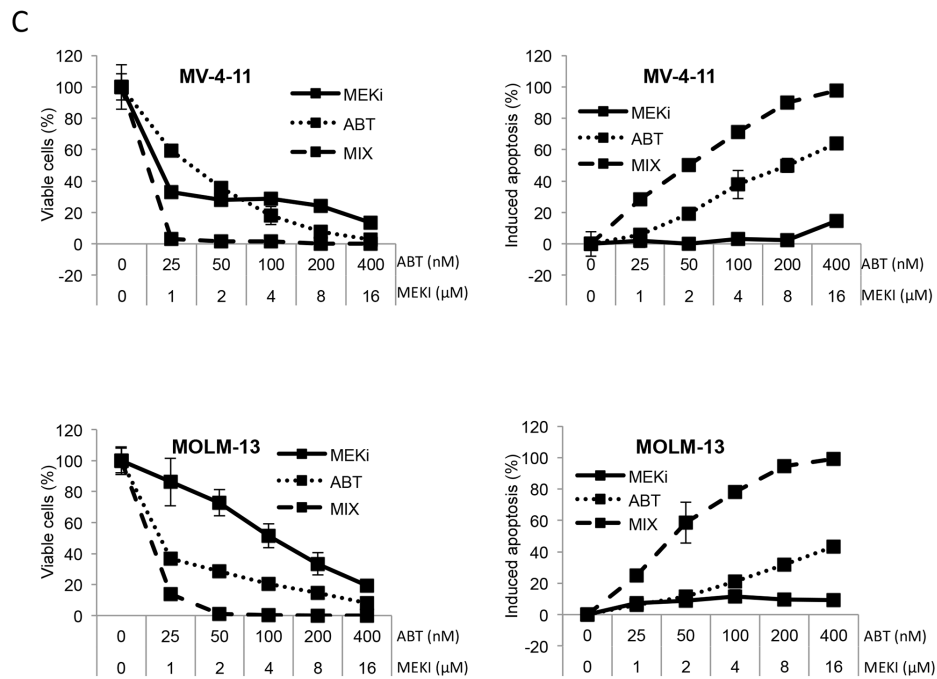 C
MV-4-11
Viable cells (%)
120
100
80
60
40
20
0
-20
MEKi
ABT
MIX
0 25 50 100 200 400 ABT (nM)
0 1 2 4 8 16 MEKI (µM)
MV-4-11
Induced apoptosis (%)
120
100
80
60
40
20
0
-20
MEKi
ABT
MIX
0 25 50 100 200 400 ABT (nM)
0 1 2 4 8 16 MEKI (µM)
MOLM-13
Viable cells (%)
120
100
80
60
40
20
0
MEKi
ABT
MIX
0 25 50 100 200 400 ABT (nM)
0 1 2 4 8 16 MEKI (µM)
MOLM-13
Induced apoptosis (%)
120
100
80
60
40
20
0
-20
MEKi
ABT
MIX
0 25 50 100 200 400 ABT (nM)
0 1 2 4 8 16 MEKI (µM)